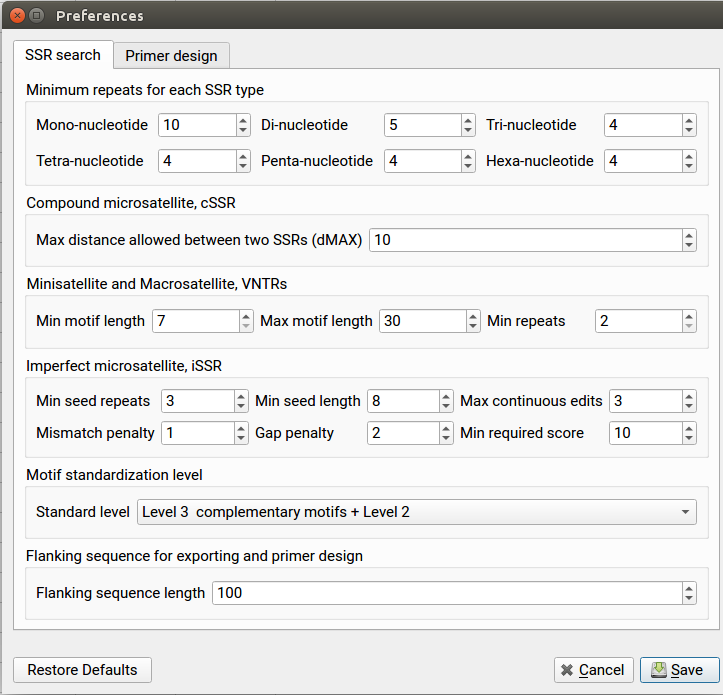 Preferences
SSR search Primer design
Minimum repeats for each SSR type
Mono-nucleotide 10 Di-nucleotide 5 Tri-nucleotide 4
Tetra-nucleotide 4 Penta-nucleotide 4 Hexa-nucleotide 4
Compound microsatellite, cSSR
Max distance allowed between two SSRs (dMAX) 10
Minisatellite and Macrosatellite, VNTRs
Min motif length 7 Max motif length 30 Min repeats 2
Imperfect microsatellite, iSSR
Min seed repeats 3 Min seed length 8 Max continuous edits 3
Mismatch penalty 1 Gap penalty 2 Min required score 10
Motif standardization level
Standard level Level 3 complementary motifs + Level 2
Flanking sequence for exporting and primer design
Flanking sequence length 100
Restore Defaults Cancel Save